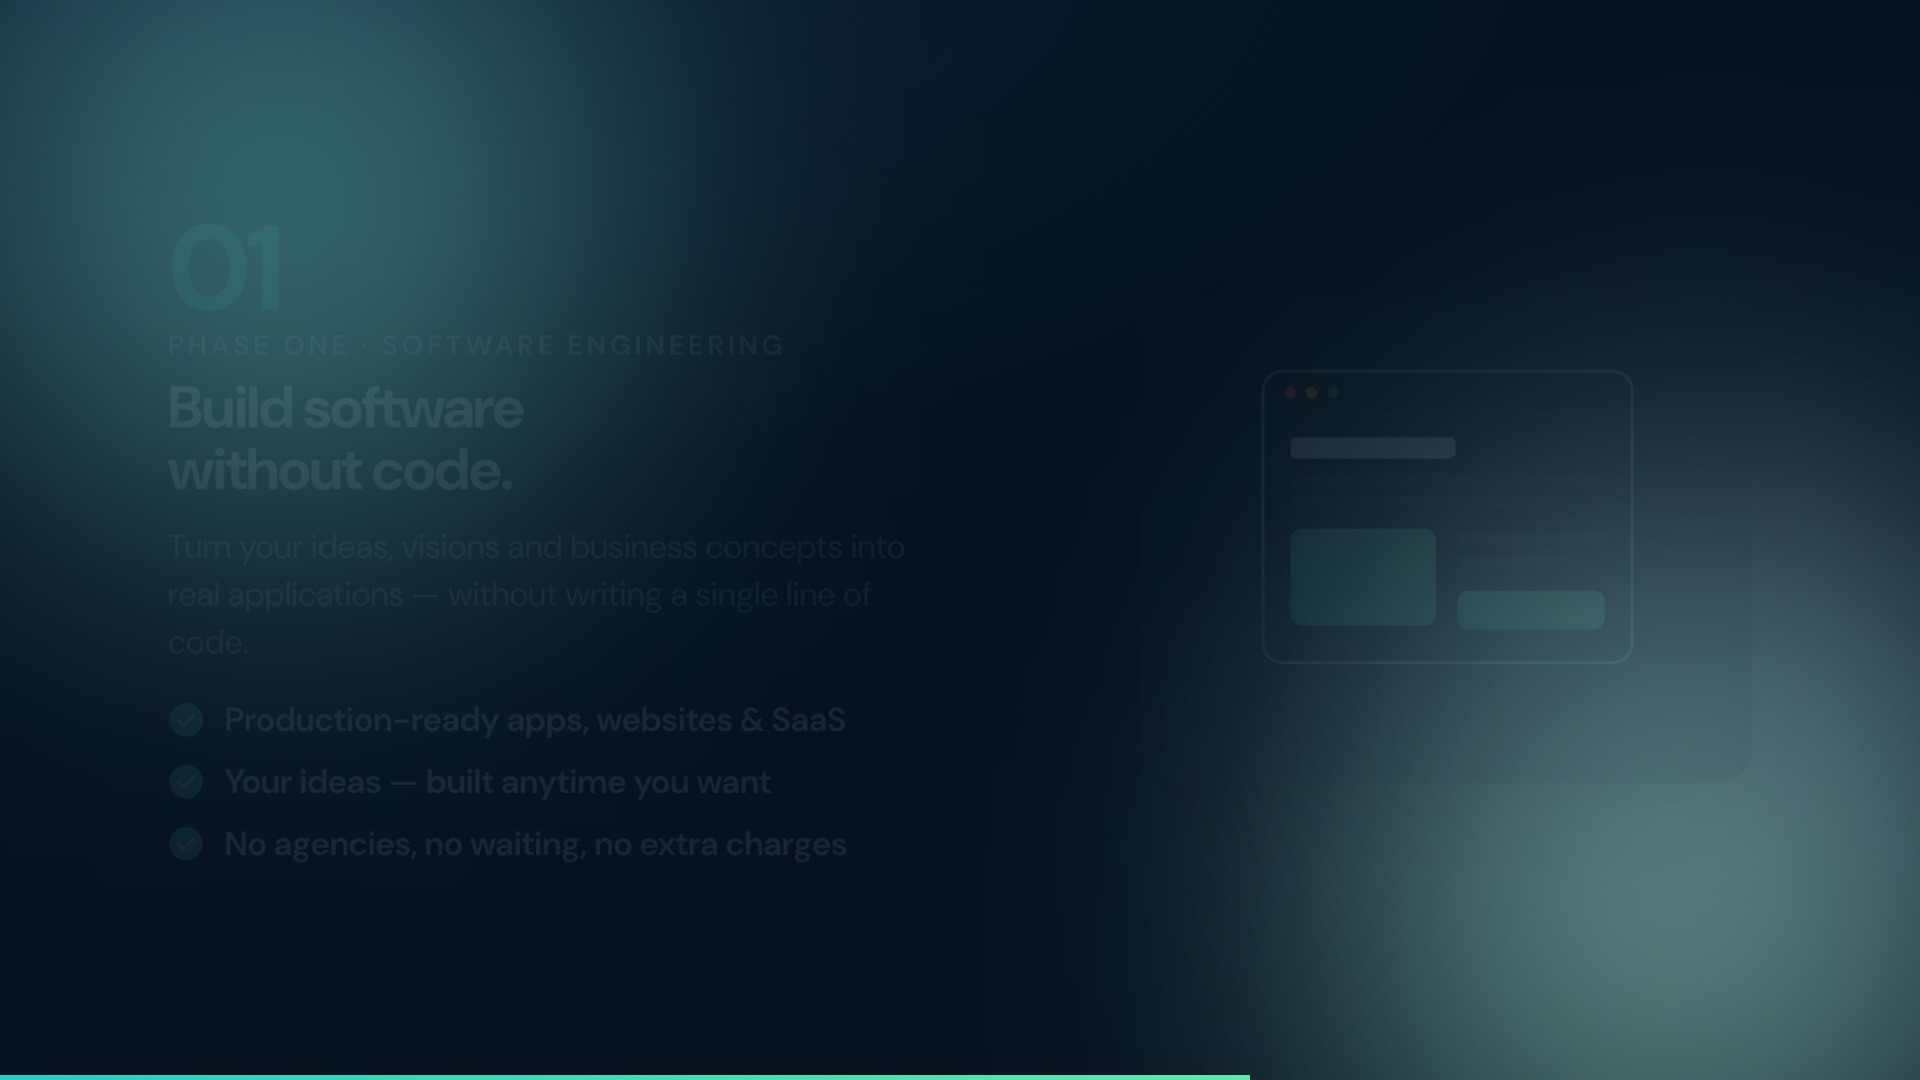 01
PHASE ONE · SOFTWARE ENGINEERING
Build software
without code.
Turn your ideas, visions and business concepts into
real applications — without writing a single line of
code.
Production-ready apps, websites & SaaS
Your ideas — built anytime you want
No agencies, no waiting, no extra charges